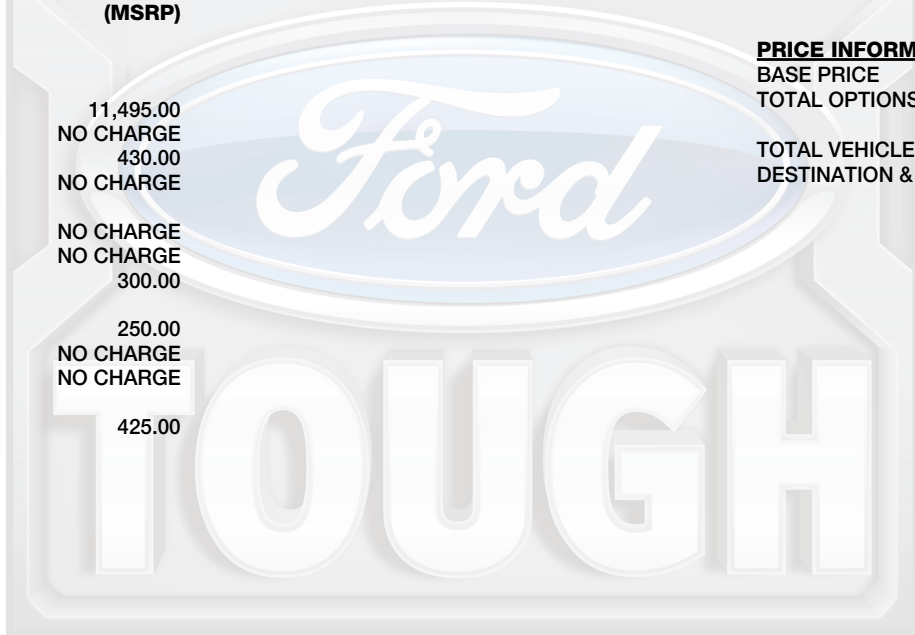 (MSRP)
11,495.00
NO CHARGE
430.00
NO CHARGE
NO CHARGE
NO CHARGE
300.00
250.00
NO CHARGE
NO CHARGE
425.00
PRICE INFORM
BASE PRICE
TOTAL OPTIONS
TOTAL VEHICLE
DESTINATION &
Ford
TOUGH